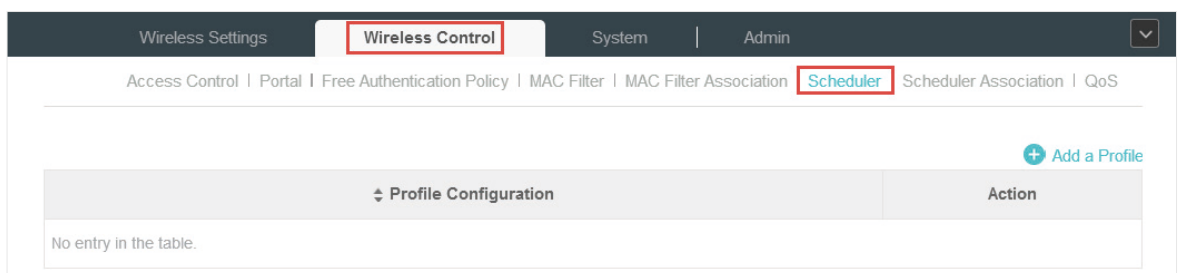 Wireless Settings Wireless Control System | Admin
Access Control | Portal | Free Authentication Policy | MAC Filter | MAC Filter Association Scheduler Scheduler Association | QoS
Add a Profile
Profile Configuration Action
No entry in the table.